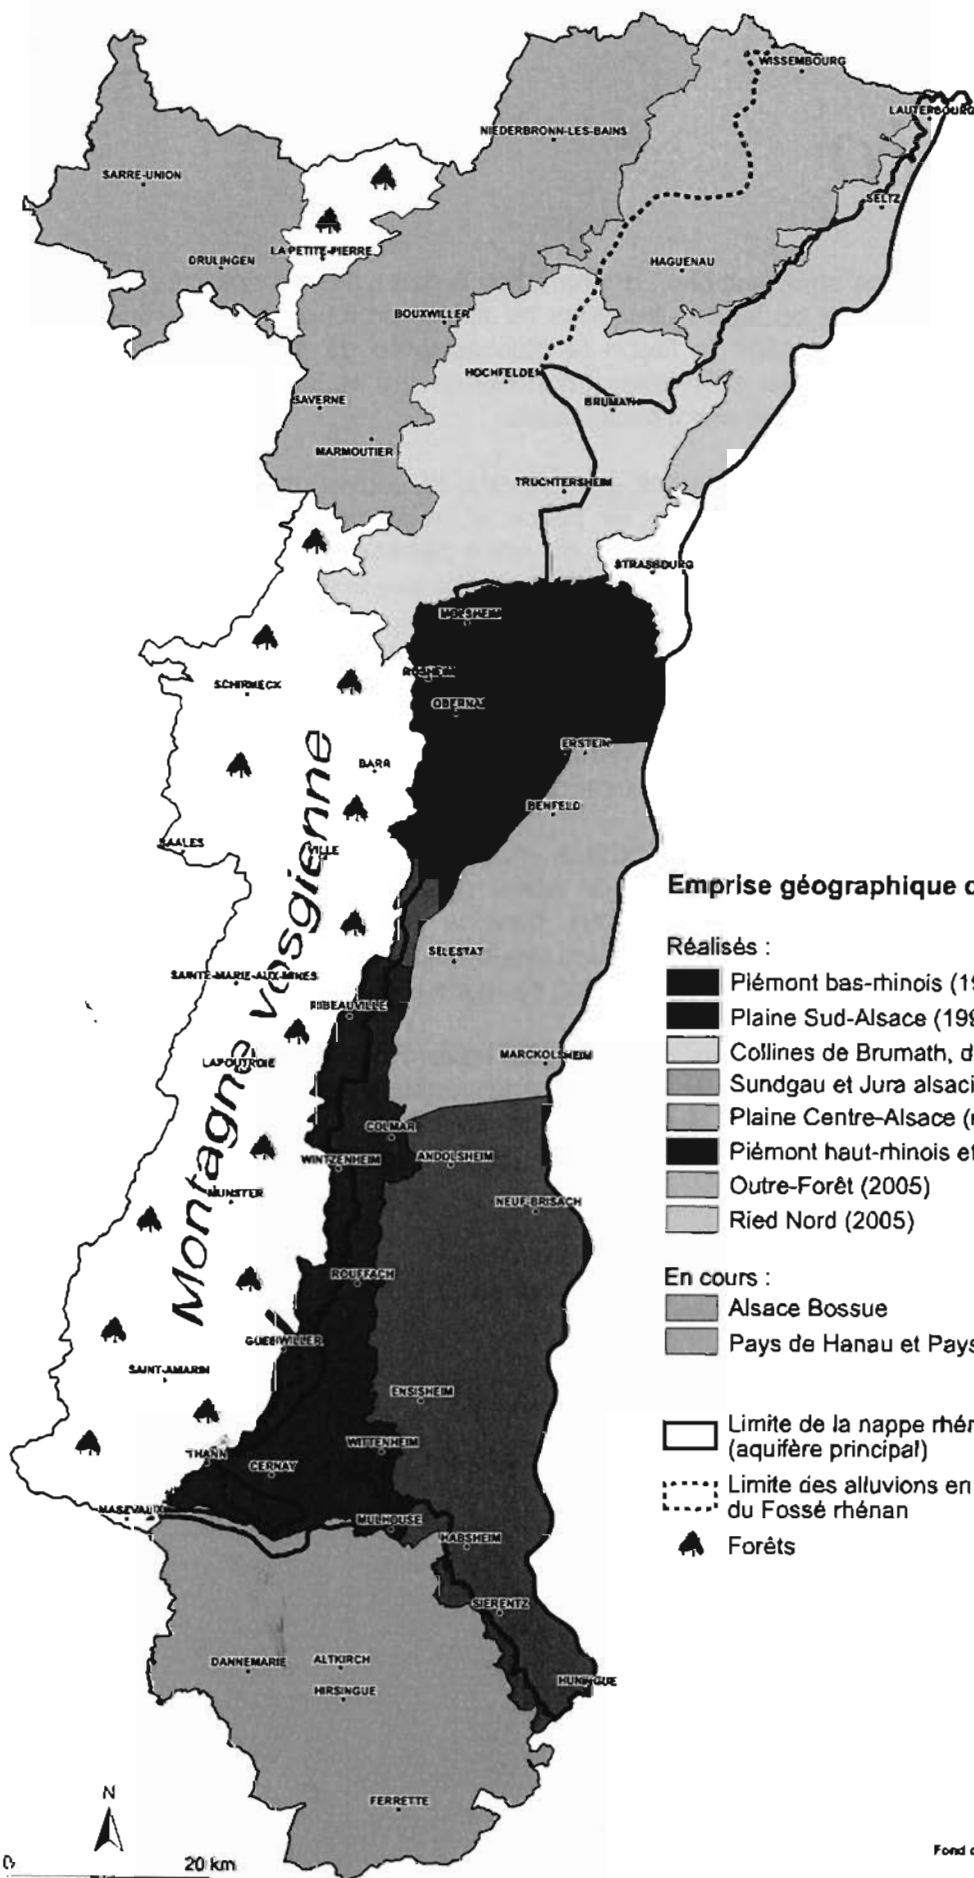 WISSEMBOURG
LAUTERBOURG
NIEDERBRONN-LES-BAINS
SARRE-UNION
SELTZ
LA PETITE-PIERRE
DRULINGEN
HAGUENAU
BOUXWILLER
HOCHFELDEN
SAVERNE
BRUMATH
MARMOUTIER
TRUCHTERSHEIM
STRASBOURG
MOLSHEIM
ROSHEIM
SCHIRMECK
OBERNAI
ERSTEIN
BARR
BENFELD
SAALES
VILLE
Montagne vosgienne
Emprise géographique d
Réalisés :
SELESTAT
SAINTE-MARIE-AUX-MINES
Piémont bas-rhinois (19
RIBEAUVILLE
Plaine Sud-Alsace (199
MARCKOLSHEIM
Collines de Brumath, d
LAPOUTROIE
Sundgau et Jura alsaci
Plaine Centre-Alsace (r
COLMAR
Piémont haut-rhinois et
WINTZENHEIM
ANDOLSHEIM
Outre-Forêt (2005)
MUNSTER
NEUF-BRISACH
Ried Nord (2005)
ROUFFACH
En cours :
Alsace Bossue
GUEBWILLER
Pays de Hanau et Pays
SAINT-AMARIN
ENSISHEIM
Limite de la nappe rhén
(aquifère principal)
WITTENHEIM
THANN
CERNAY
Limite des alluvions en
du Fossé rhénan
MASEVAUX
MULHOUSE
HABSHEIM
Forêts
SIERENTZ
DANNEMARIE
ALTKIRCH
HIRSINGUE
HUNINGUE
FERRETTE
N
0
20 km
Fond d